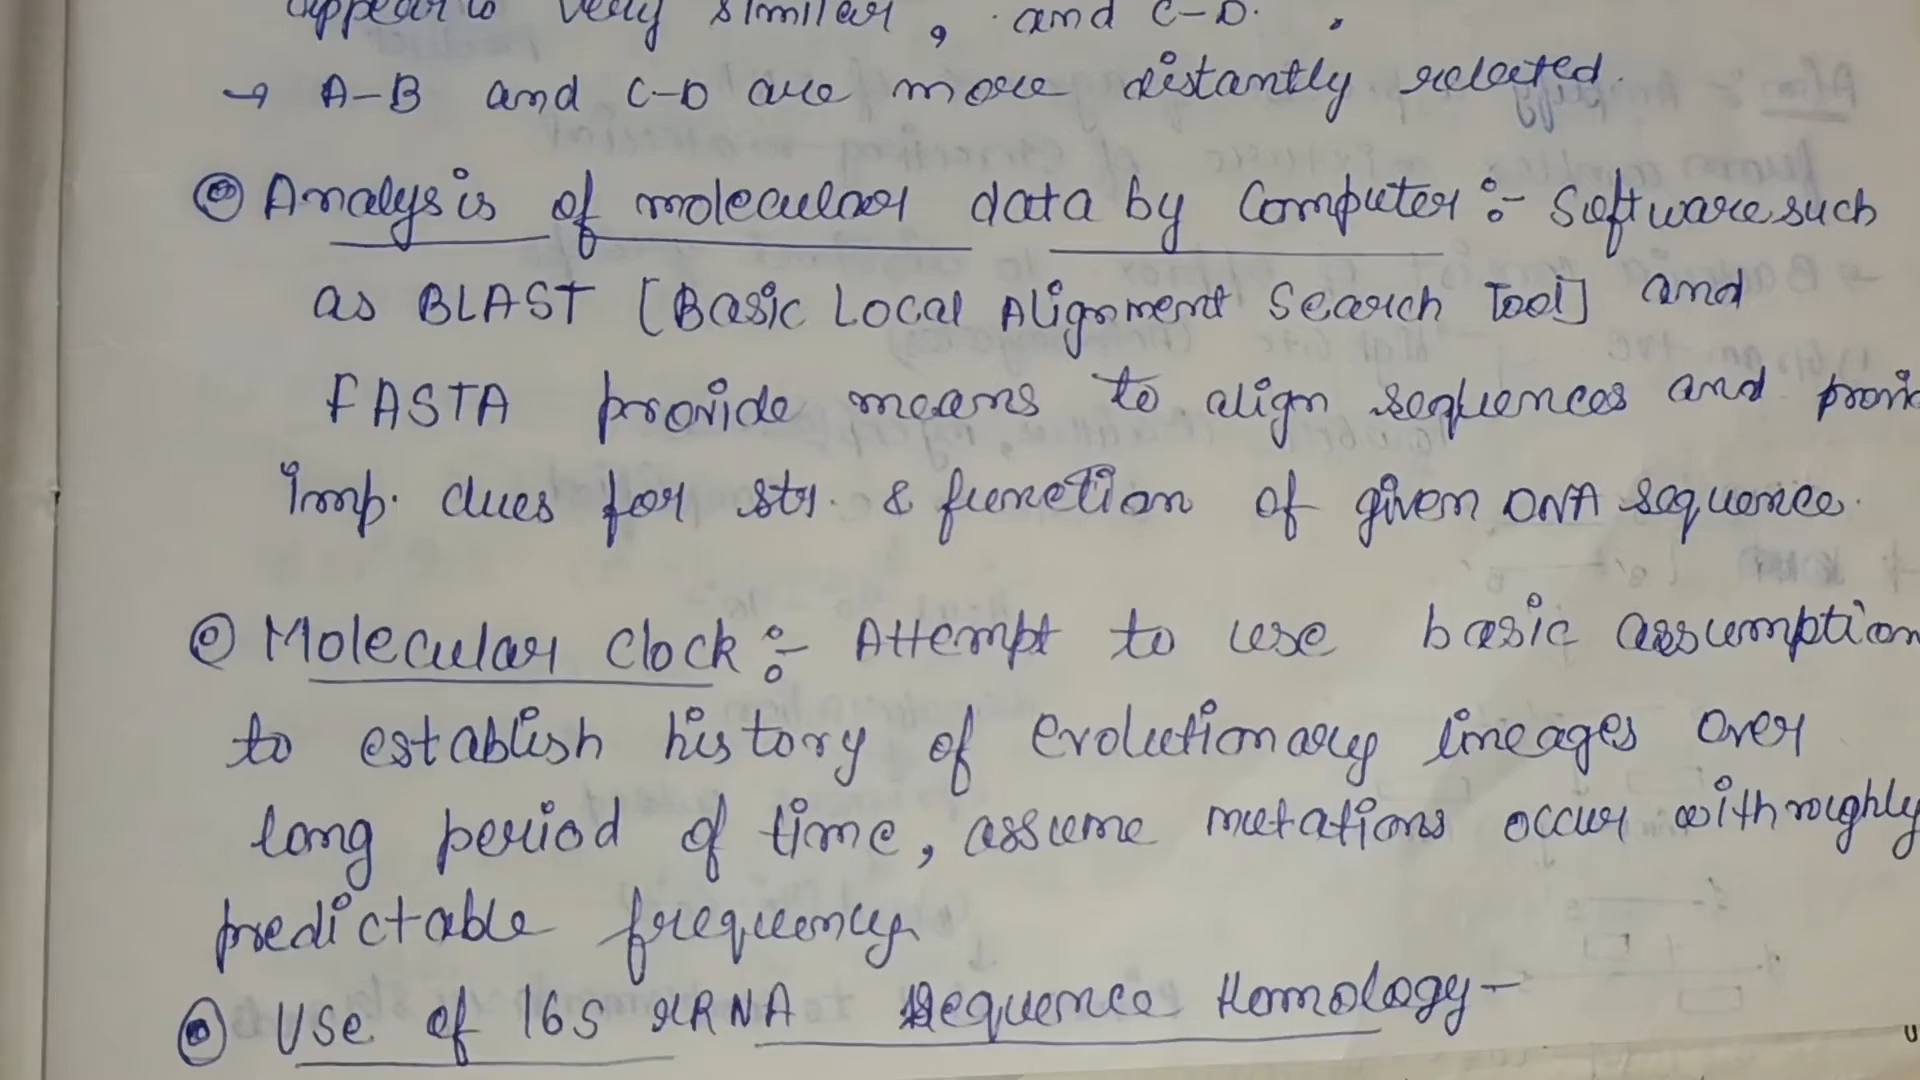 appear to very similar, and C-D.
→ A-B and C-D are more distantly related.
Analysis of molecular data by Computer :- Software such
as BLAST [Basic Local Alignment Search Tool] and
FASTA provide means to align sequences and provid
imp. clues for str. & function of given DNA sequence.
Molecular clock :- Attempt to use basic assumption
to establish history of evolutionary lineages over
long period of time, assume mutations occur with roughly
predictable frequency.
Use of 16S rRNA Sequence Homology -